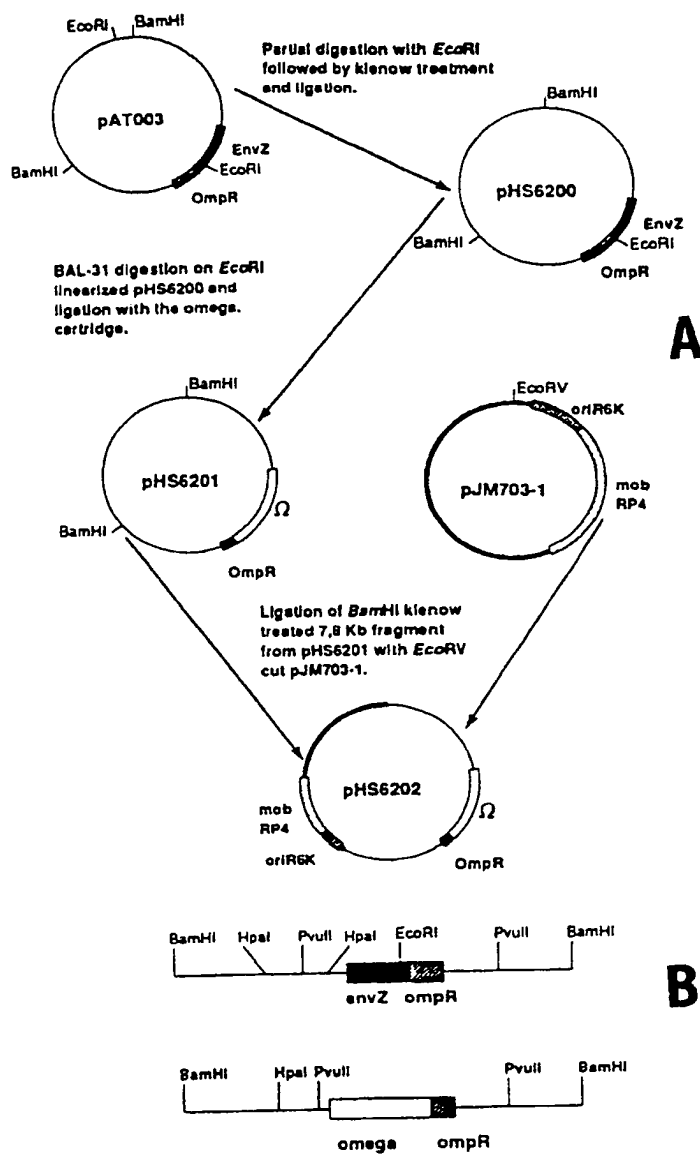 EcoRI BamHI
Partial digestion with EcoRI
followed by klenow treatment
and ligation.
pAT003
BamHI
EnvZ
EcoRI
OmpR
BamHI
pHS6200
BamHI
EnvZ
EcoRI
OmpR
BAL-31 digestion on EcoRI
linearized pHS6200 and
ligation with the omega.
cartridge.
A
BamHI
pHS6201
Ω
BamHI
OmpR
EcoRV
oriR6K
pJM703-1
mob
RP4
Ligation of BamHI klenow
treated 7,8 Kb fragment
from pHS6201 with EcoRV
cut pJM703-1.
pHS6202
mob
RP4
oriR6K
Ω
OmpR
BamHI HpaI PvuII HpaI EcoRI PvuII BamHI
envZ ompR
B
BamHI HpaI PvuII PvuII BamHI
omega ompR